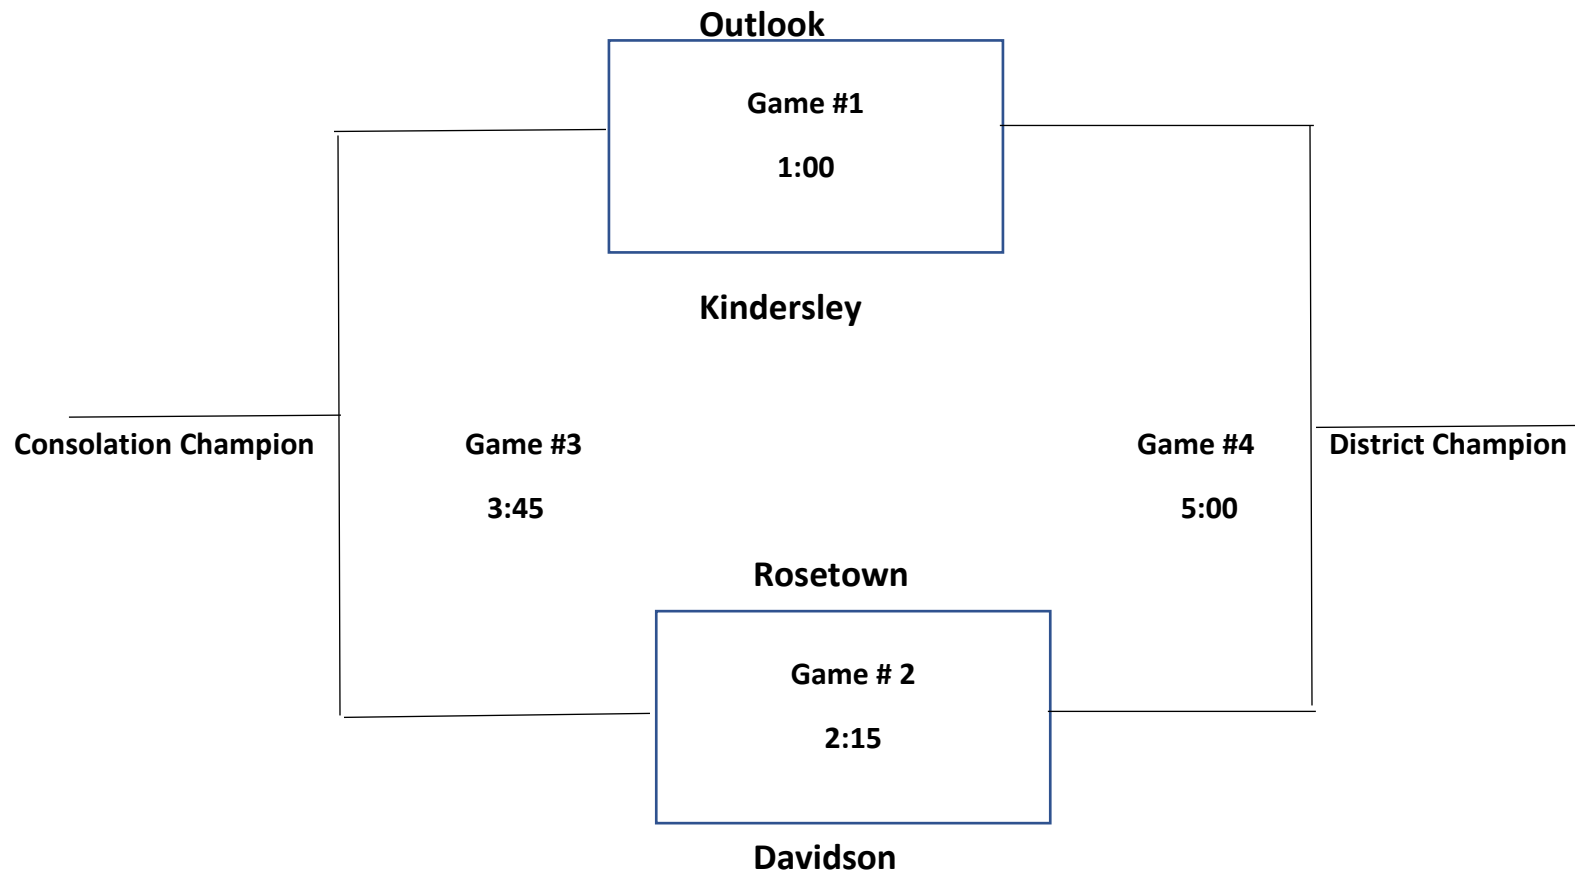 Outlook
Game #1
1:00
Kindersley
Consolation Champion
Game #3
3:45
Game #4
5:00
District Champion
Rosetown
Game # 2
2:15
Davidson